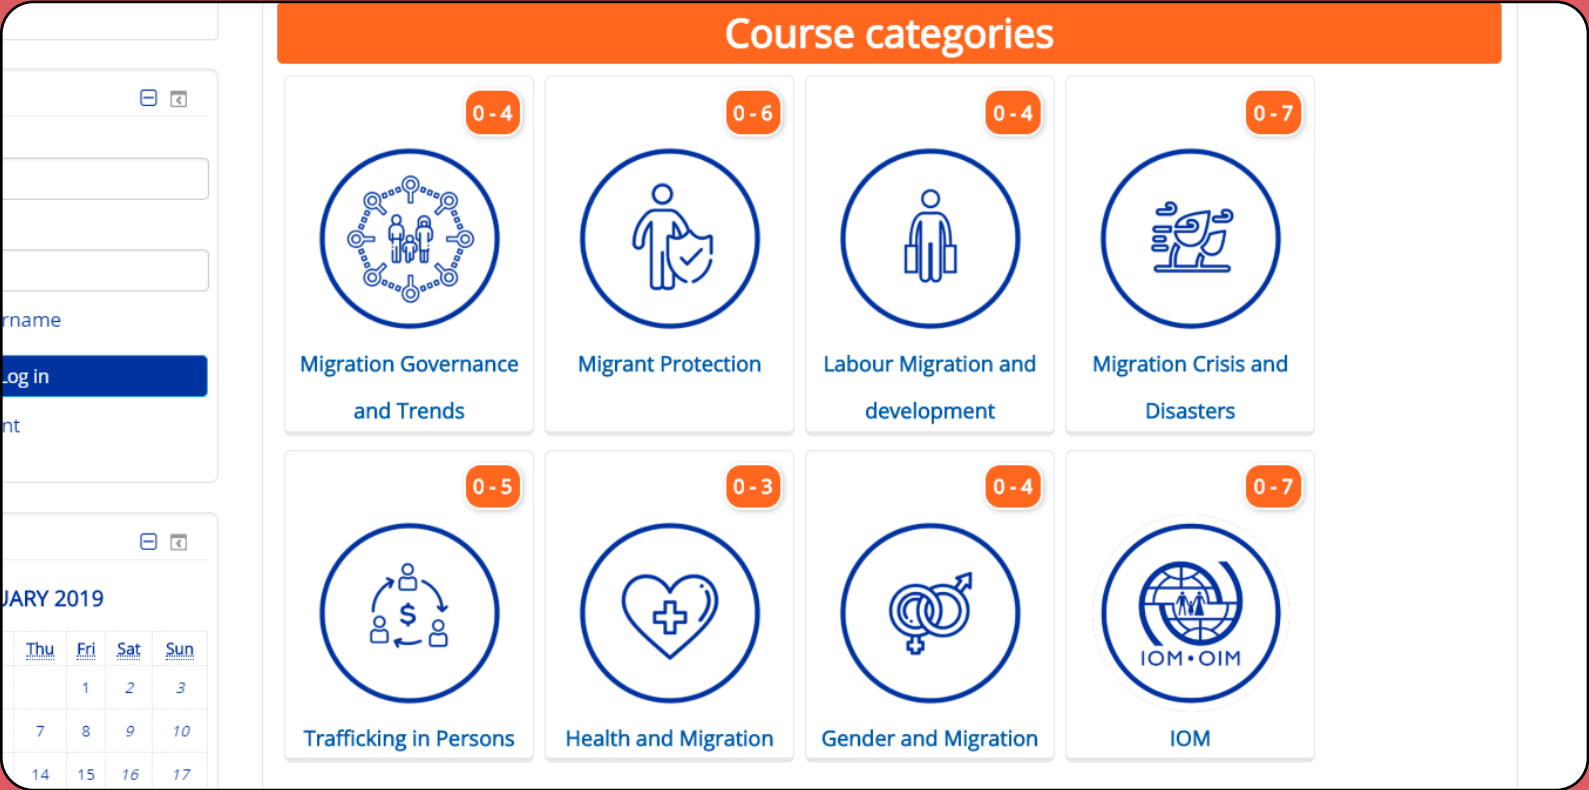 Course categories
0 - 4
Migration Governance
and Trends
0 - 6
Migrant Protection
0 - 4
Labour Migration and
development
0 - 7
Migration Crisis and
Disasters
0 - 5
$
Trafficking in Persons
0 - 3
Health and Migration
0 - 4
Gender and Migration
0 - 7
IOM • OIM
IOM
rname
Log in
nt
UARY 2019
Thu Fri Sat Sun
1 2 3
7 8 9 10
14 15 16 17